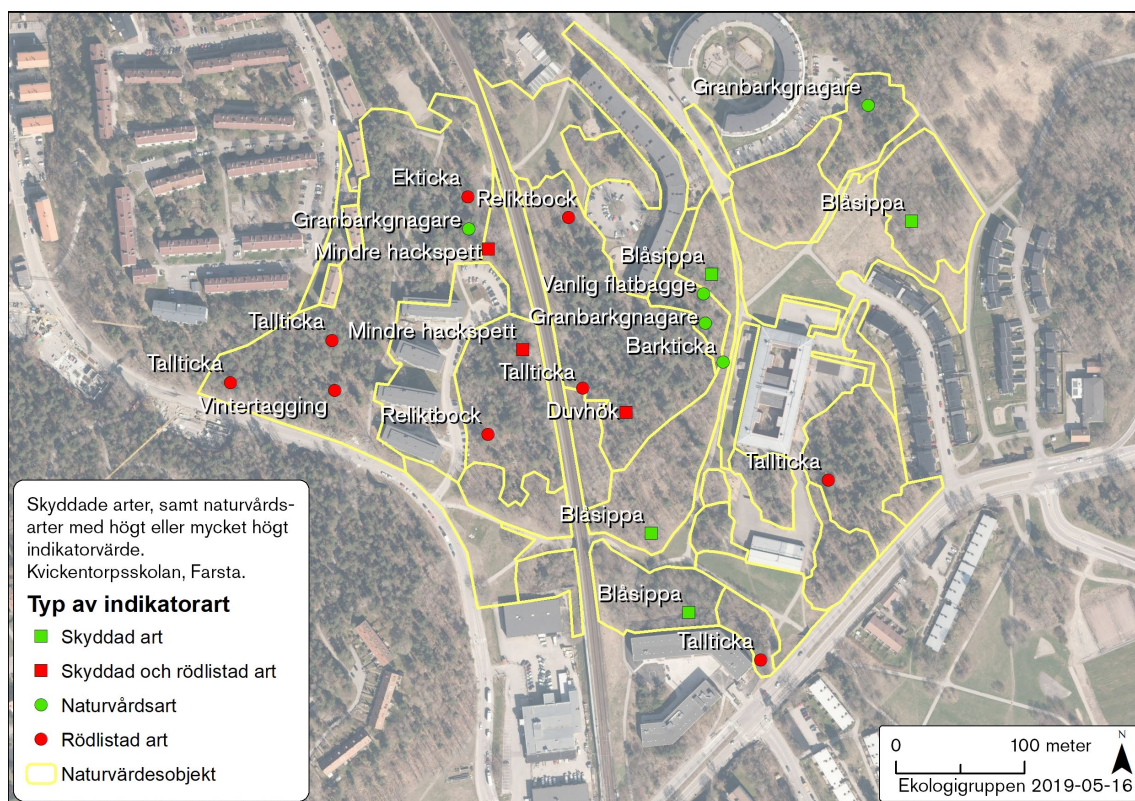 Granbarkgnagare
Ekticka
Reliktbock
Blåsippa
Granbarkgnagare
Mindre hackspett
Blåsippa
Vanlig flatbagge
Granbarkgnagare
Tallticka
Mindre hackspett
Barkticka
Tallticka
Tallticka
Vintertagging
Reliktbock
Duvhök
Tallticka
Blåsippa
Blåsippa
Tallticka
Skyddade arter, samt naturvårds-
arter med högt eller mycket högt
indikatorvärde.
Kvickentorpsskolan, Farsta.
Typ av indikatorart
Skyddad art
Skyddad och rödlistad art
Naturvårdsart
Rödlistad art
Naturvärdesobjekt
0 100 meter
N
Ekologigruppen 2019-05-16